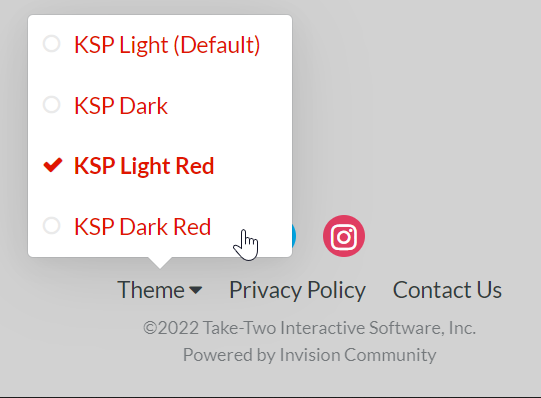 KSP Light (Default)
KSP Dark
KSP Light Red
KSP Dark Red
Theme Privacy Policy Contact Us
©2022 Take-Two Interactive Software, Inc.
Powered by Invision Community